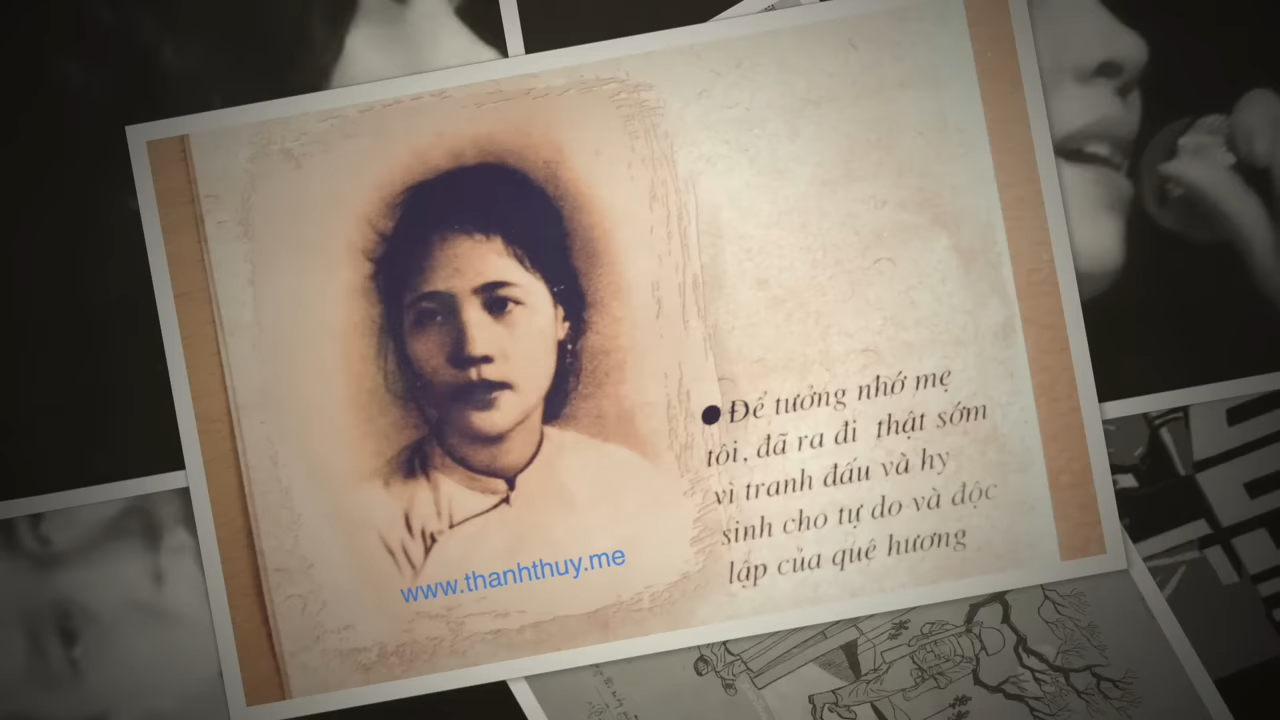 ● Để tưởng nhớ mẹ
tôi, đã ra đi thật sớm
vì tranh đấu và hy
sinh cho tự do và độc
lập của quê hương
www.thanhthuy.me